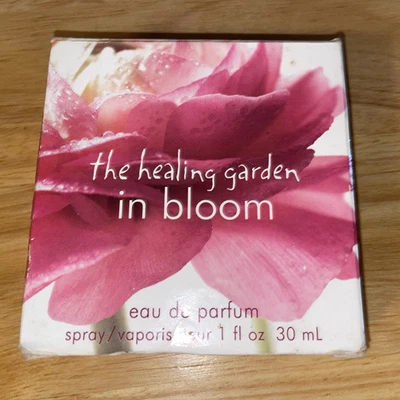 the healing garden
in bloom
eau de parfum
spray/vaporisateur 1 fl oz 30 mL